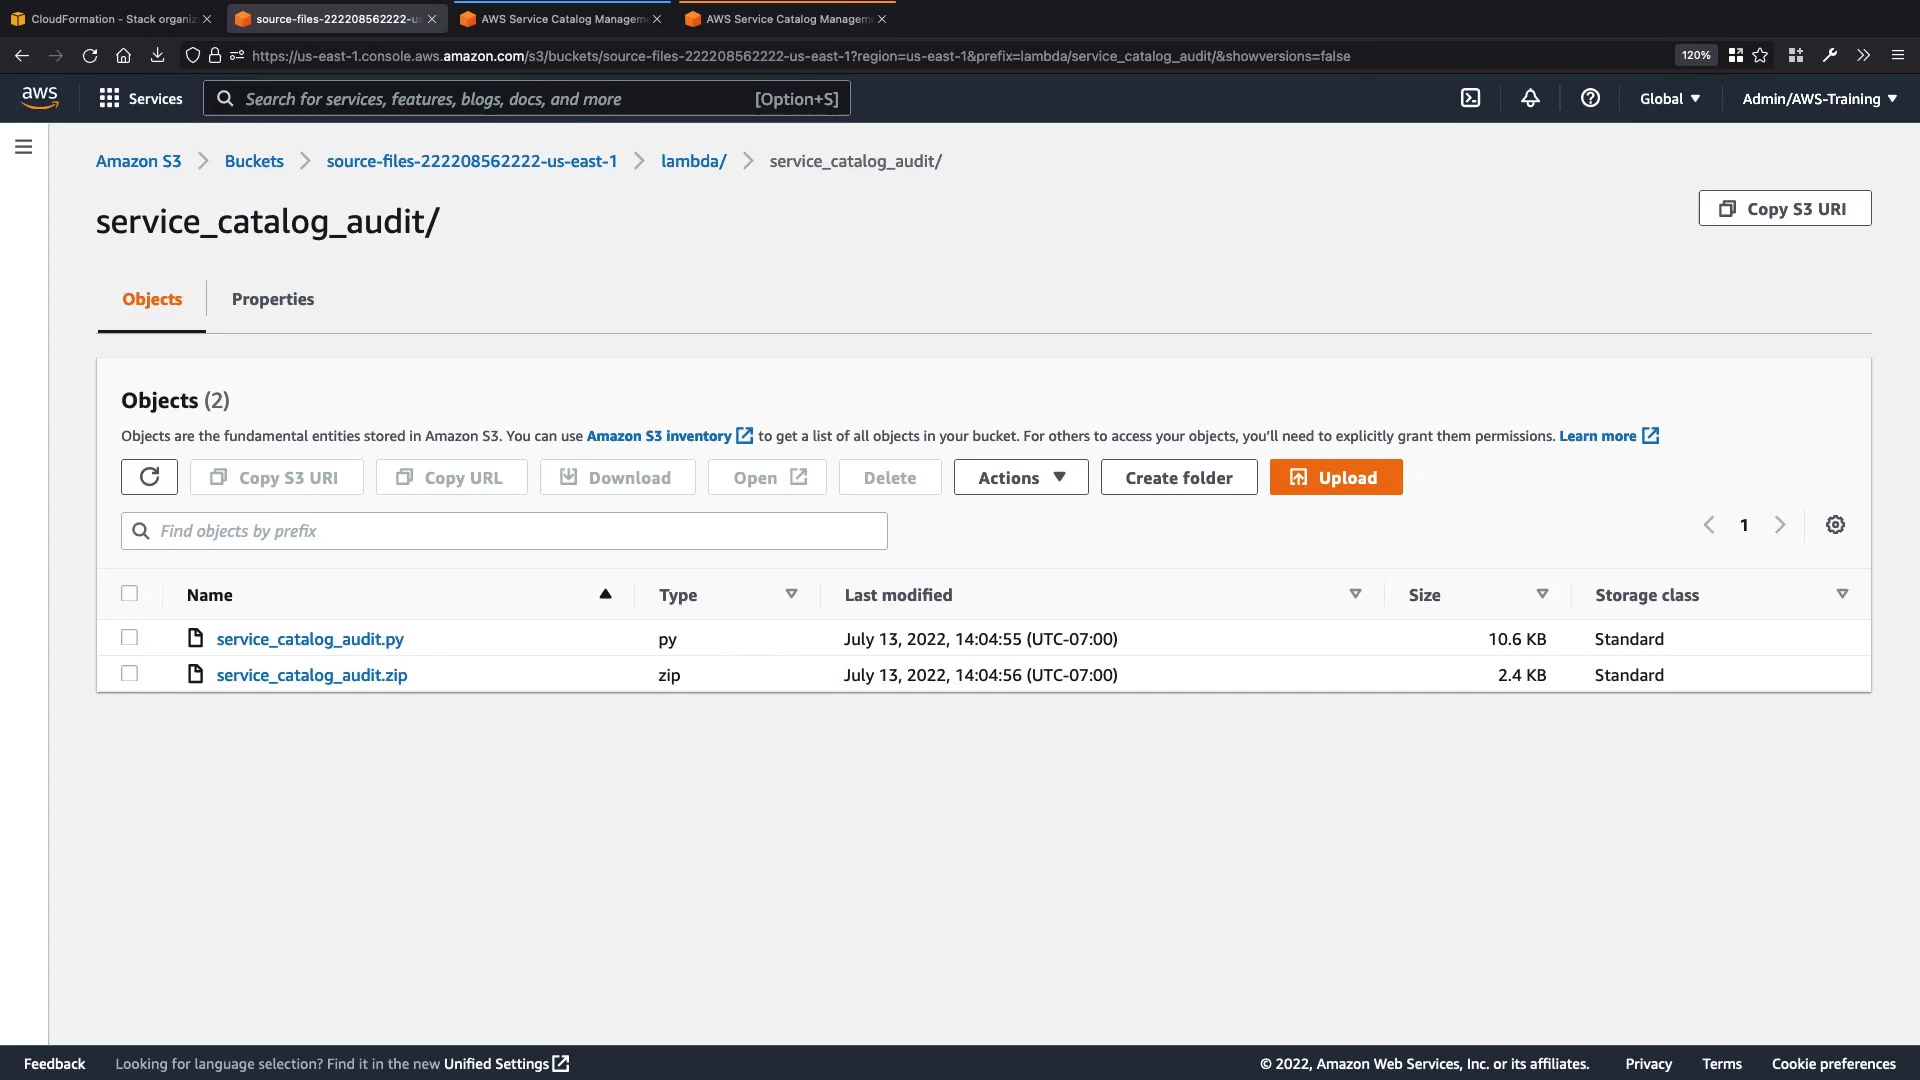 CloudFormation - Stack organiz
source-files-222208562222-us-
AWS Service Catalog Managem
AWS Service Catalog Managem
https://us-east-1.console.aws.amazon.com/s3/buckets/source-files-222208562222-us-east-1?region=us-east-1&prefix=lambda/service_catalog_audit/&showversions=false
120%
aws
Services
Search for services, features, blogs, docs, and more [Option+S]
Global
Admin/AWS-Training
Amazon S3
Buckets
source-files-222208562222-us-east-1
lambda/
service_catalog_audit/
service_catalog_audit/
Copy S3 URI
Objects
Properties
Objects (2)
Objects are the fundamental entities stored in Amazon S3. You can use Amazon S3 inventory to get a list of all objects in your bucket. For others to access your objects, you'll need to explicitly grant them permissions. Learn more
Copy S3 URI
Copy URL
Download
Open
Delete
Actions
Create folder
Upload
Find objects by prefix
1
Name Type Last modified Size Storage class
service_catalog_audit.py py July 13, 2022, 14:04:55 (UTC-07:00) 10.6 KB Standard
service_catalog_audit.zip zip July 13, 2022, 14:04:56 (UTC-07:00) 2.4 KB Standard
Feedback
Looking for language selection? Find it in the new Unified Settings
© 2022, Amazon Web Services, Inc. or its affiliates.
Privacy
Terms
Cookie preferences